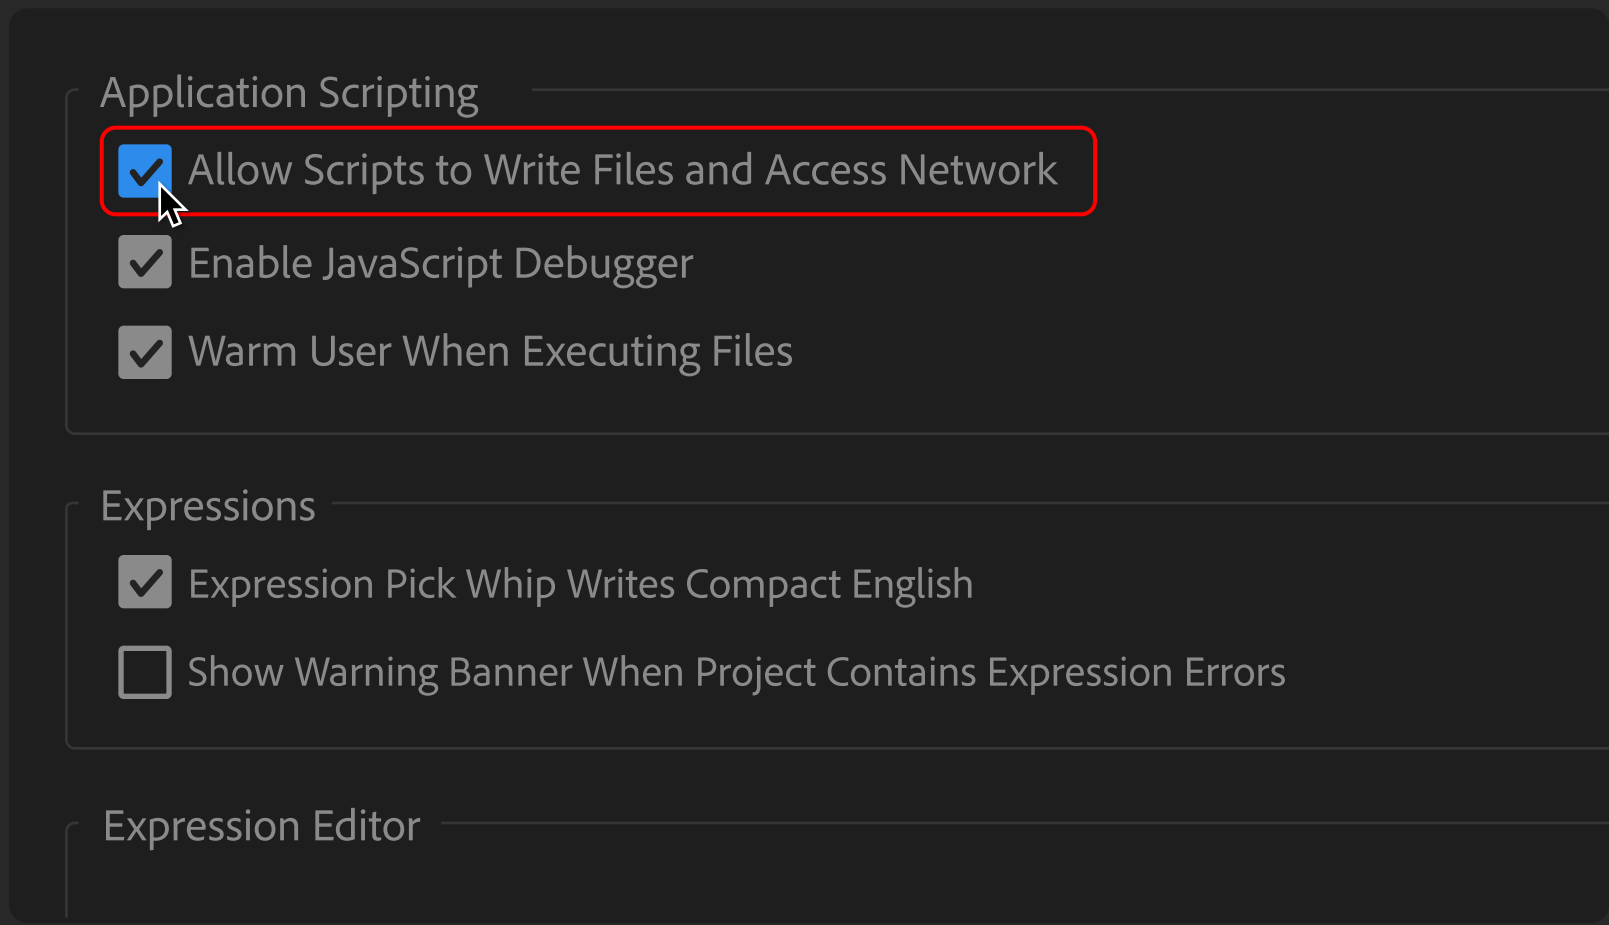 Application Scripting
Allow Scripts to Write Files and Access Network
Enable JavaScript Debugger
Warm User When Executing Files
Expressions
Expression Pick Whip Writes Compact English
Show Warning Banner When Project Contains Expression Errors
Expression Editor